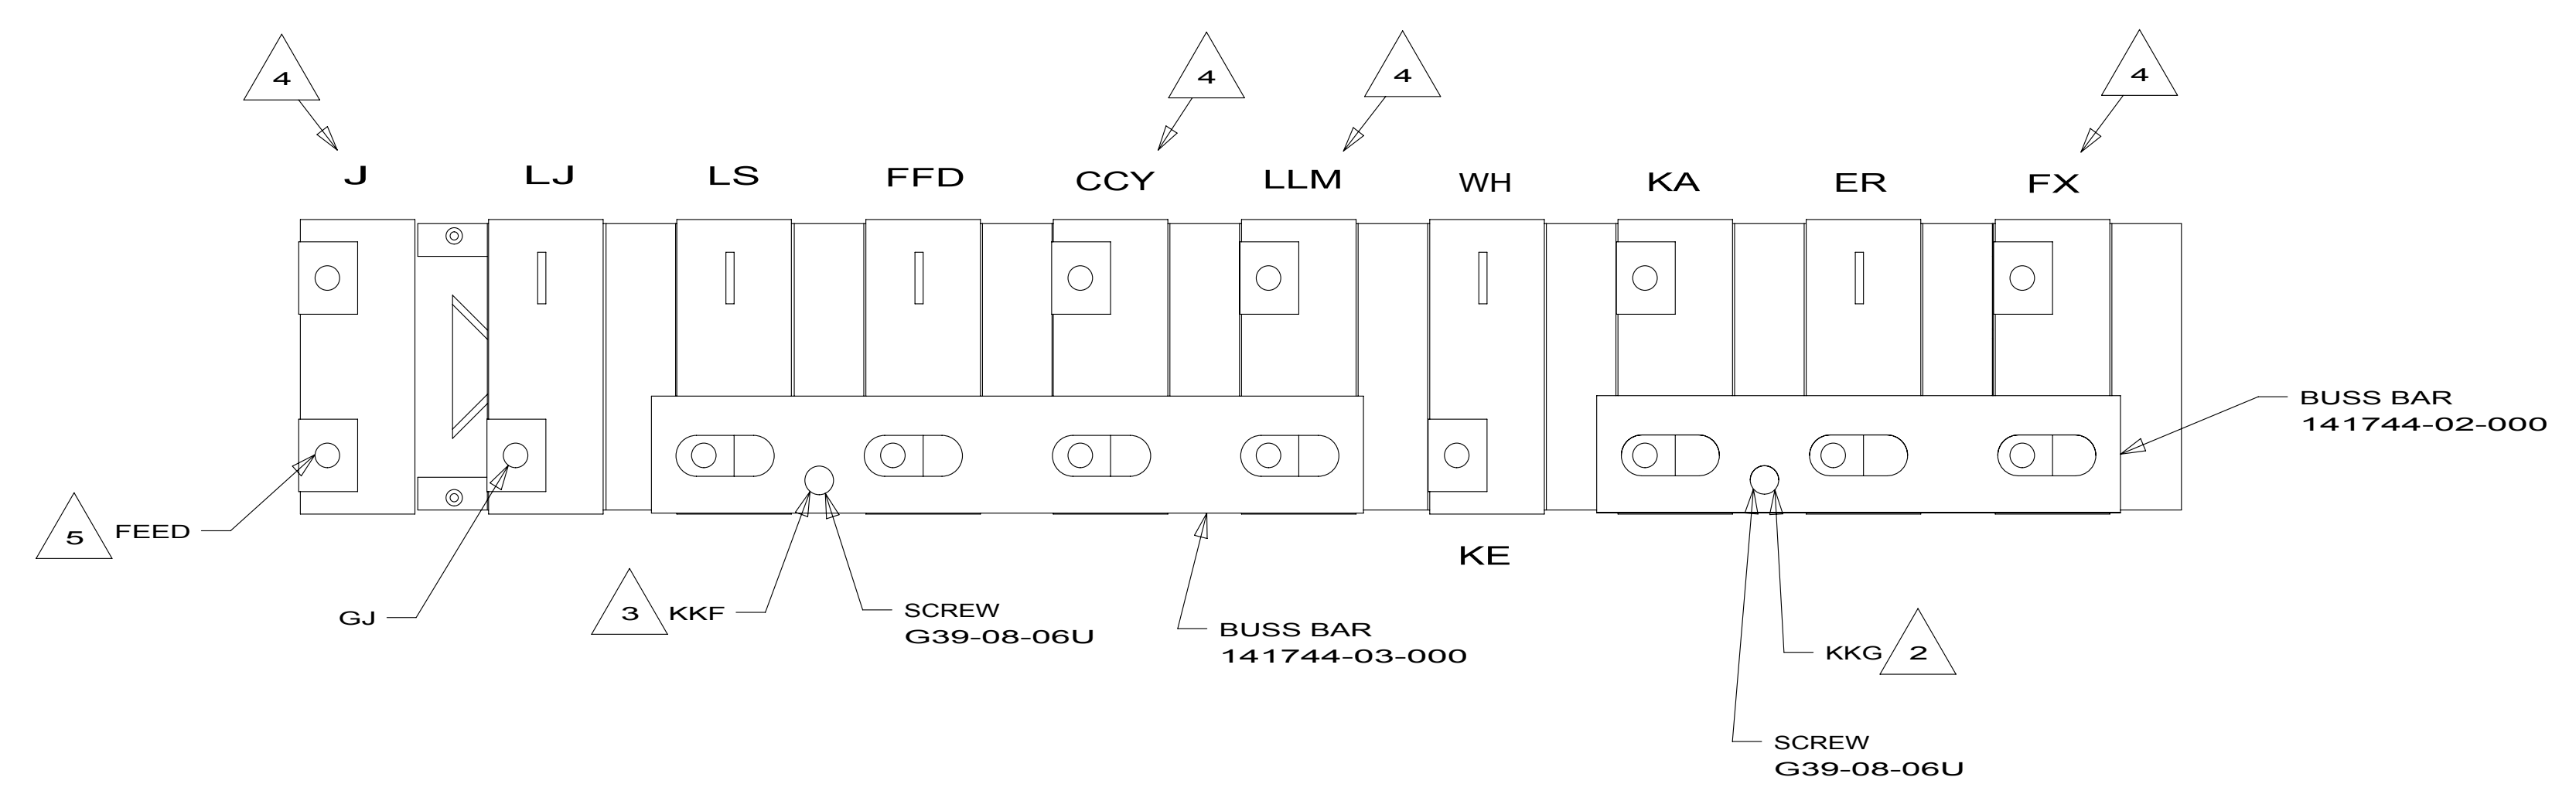 4 4 4 4
J LJ LS FFD CCY LLM WH KA ER FX
BUSS BAR
141744-02-000
5 FEED
KE
GJ
3 KKF
SCREW
G39-08-06U
BUSS BAR
141744-03-000
KKG 2
SCREW
G39-08-06U